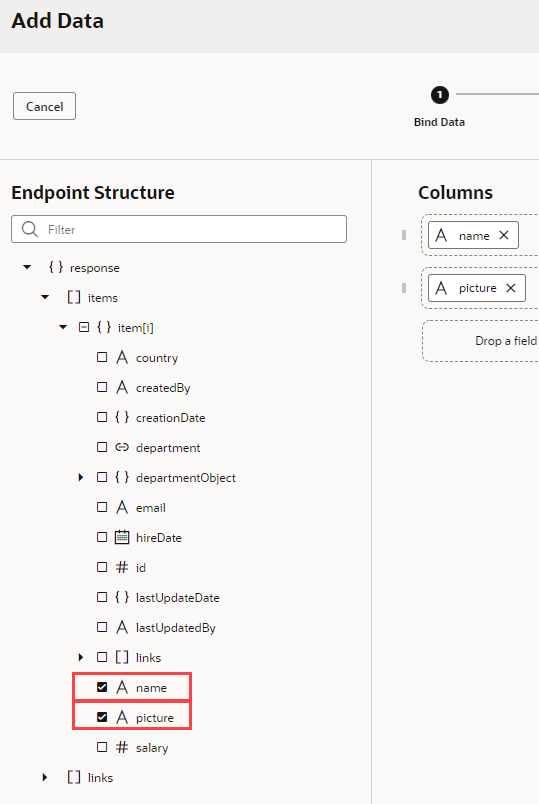 Add Data
Cancel
1
Bind Data
Endpoint Structure
Filter
{ } response
[ ] items
{ } item[i]
A country
A createdBy
{ } creationDate
department
{ } departmentObject
A email
hireDate
# id
{ } lastUpdateDate
A lastUpdatedBy
[ ] links
A name
A picture
# salary
[ ] links
Columns
A name ×
A picture ×
Drop a field